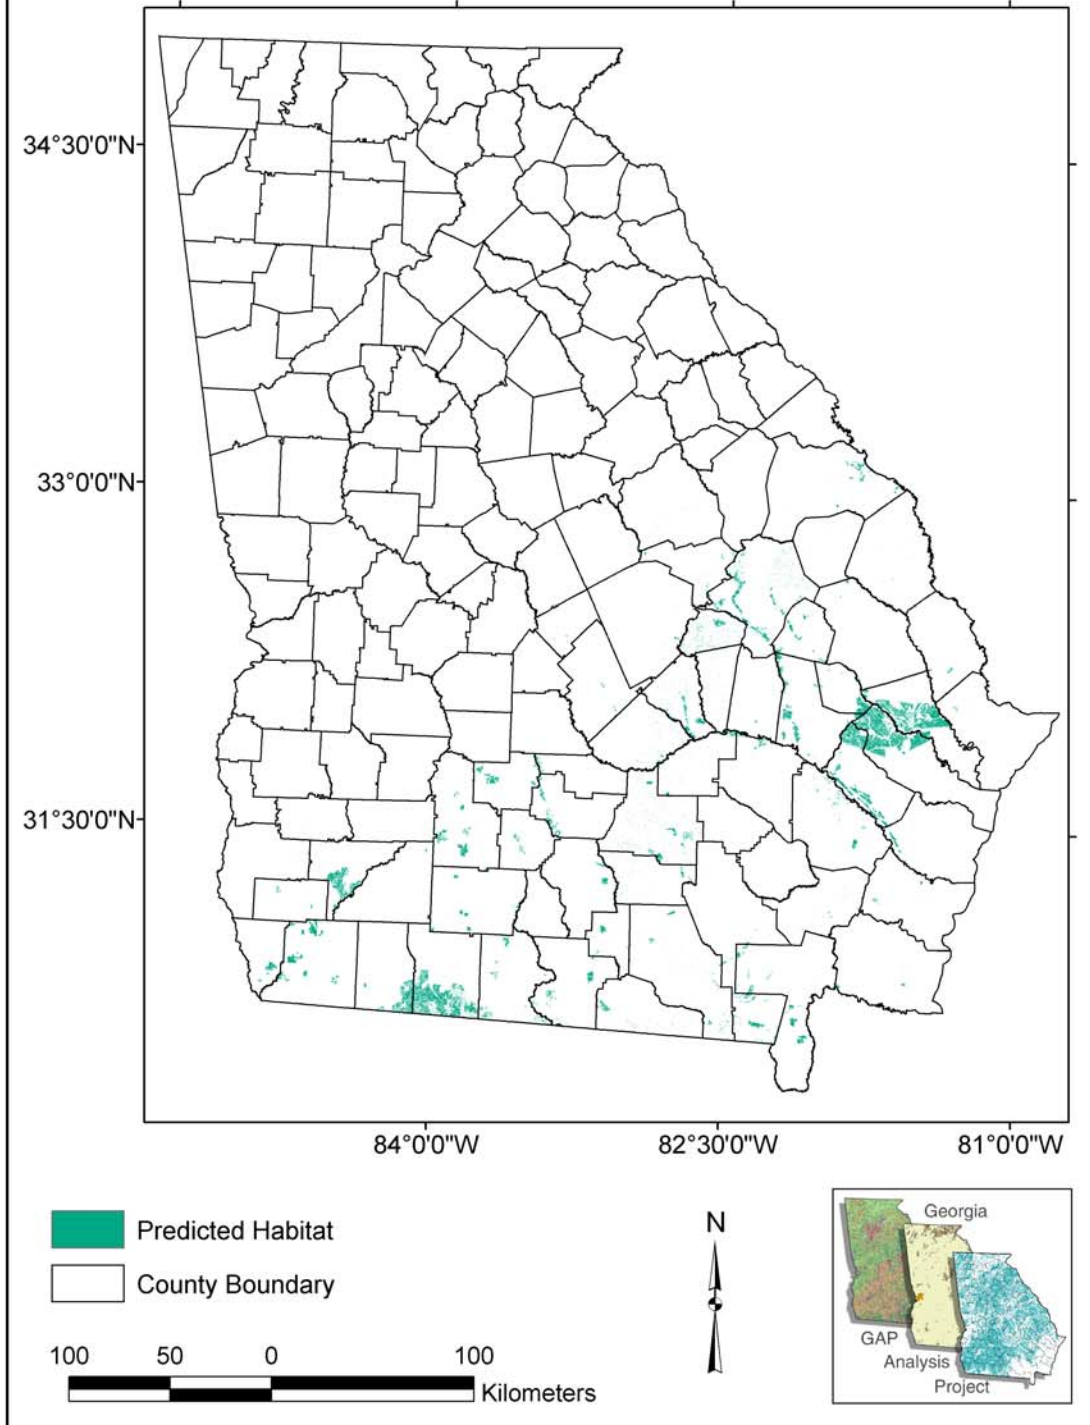 34°30'0"N
33°0'0"N
31°30'0"N
84°0'0"W 82°30'0"W 81°0'0"W
Predicted Habitat
County Boundary
100 50 0 100
Kilometers
N
Georgia
GAP
Analysis
Project